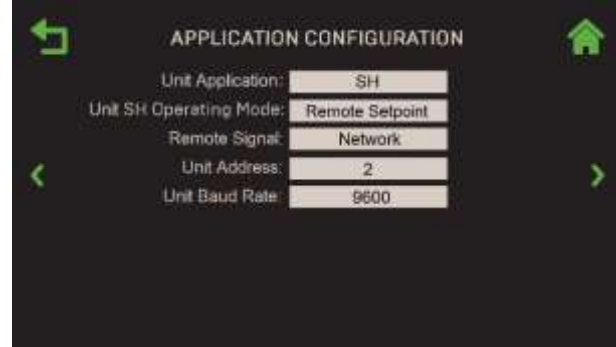 APPLICATION CONFIGURATION
Unit Application: SH
Unit SH Operating Mode: Remote Setpoint
Remote Signal: Network
Unit Address: 2
Unit Baud Rate: 9600